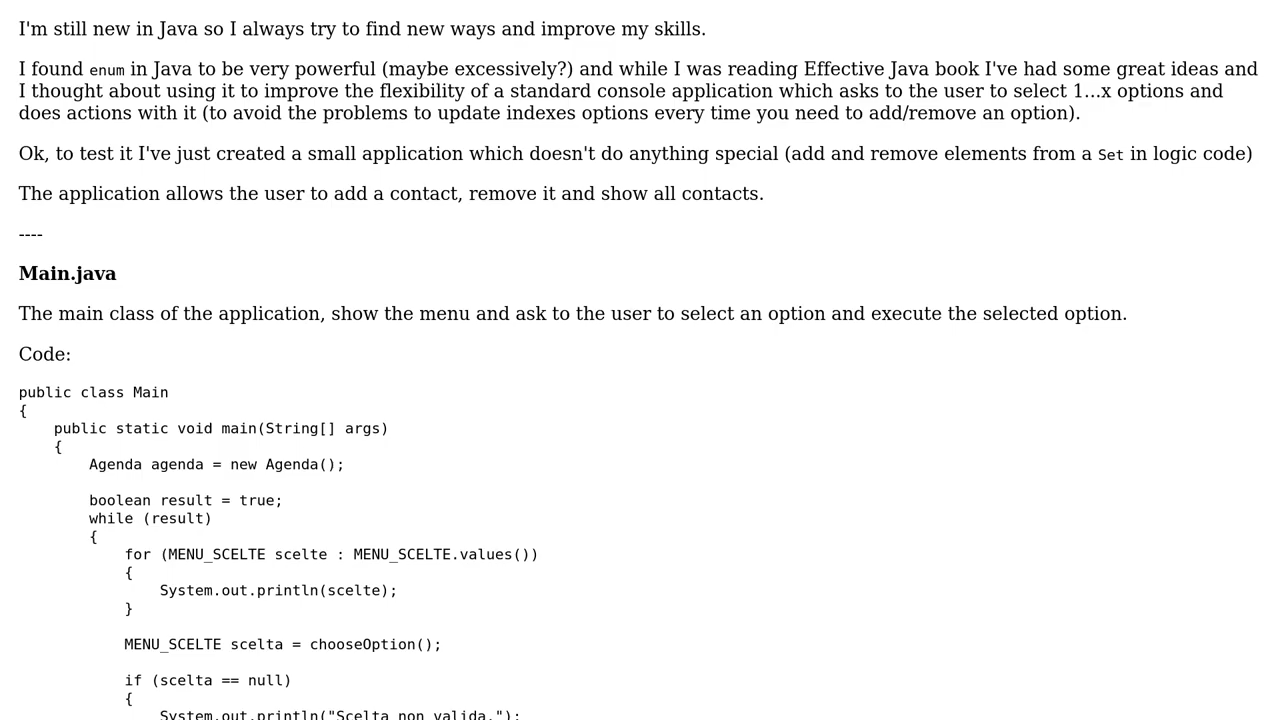 I'm still new in Java so I always try to find new ways and improve my skills.
I found enum in Java to be very powerful (maybe excessively?) and while I was reading Effective Java book I've had some great ideas and
I thought about using it to improve the flexibility of a standard console application which asks to the user to select 1...x options and
does actions with it (to avoid the problems to update indexes options every time you need to add/remove an option).
Ok, to test it I've just created a small application which doesn't do anything special (add and remove elements from a Set in logic code)
The application allows the user to add a contact, remove it and show all contacts.
----
Main.java
The main class of the application, show the menu and ask to the user to select an option and execute the selected option.
Code:
public class Main
{
    public static void main(String[] args)
    {
        Agenda agenda = new Agenda();
        boolean result = true;
        while (result)
        {
            for (MENU_SCELTE scelte : MENU_SCELTE.values())
            {
                System.out.println(scelte);
            }
            MENU_SCELTE scelta = chooseOption();
            if (scelta == null)
            {
                System.out.println("Scelta non valida.");